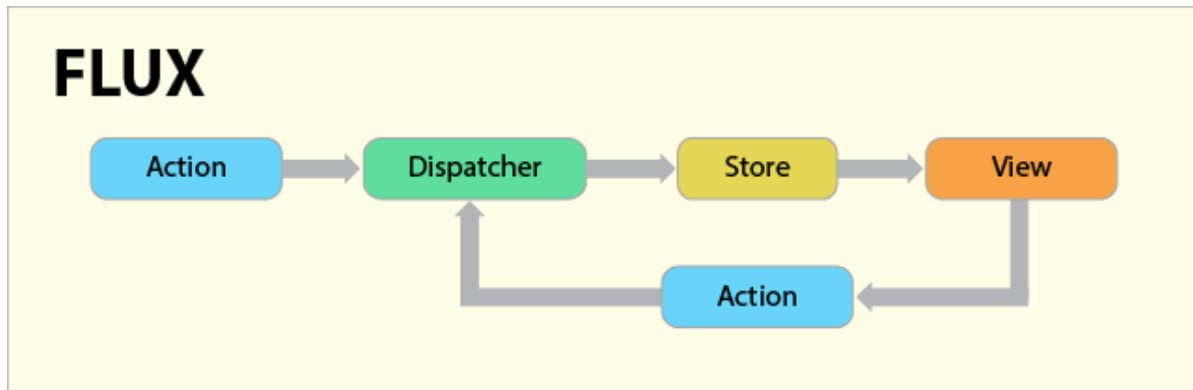 FLUX
Action
Dispatcher
Store
View
Action